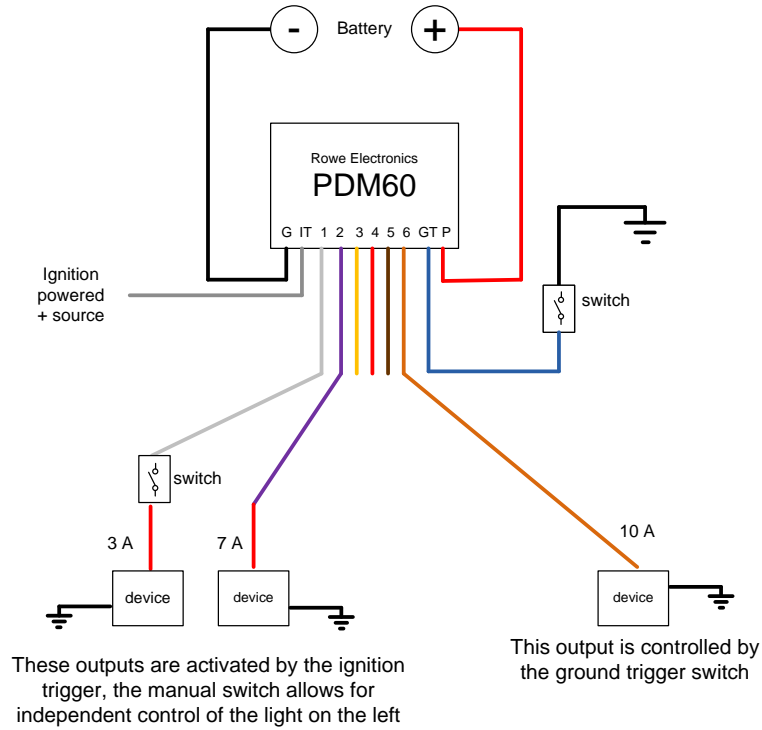 - Battery +
Rowe Electronics
PDM60
G IT 1 2 3 4 5 6 GT P
Ignition
powered
+ source
switch
switch
3 A
7 A
10 A
device
device
device
These outputs are activated by the ignition
trigger, the manual switch allows for
independent control of the light on the left
This output is controlled by
the ground trigger switch